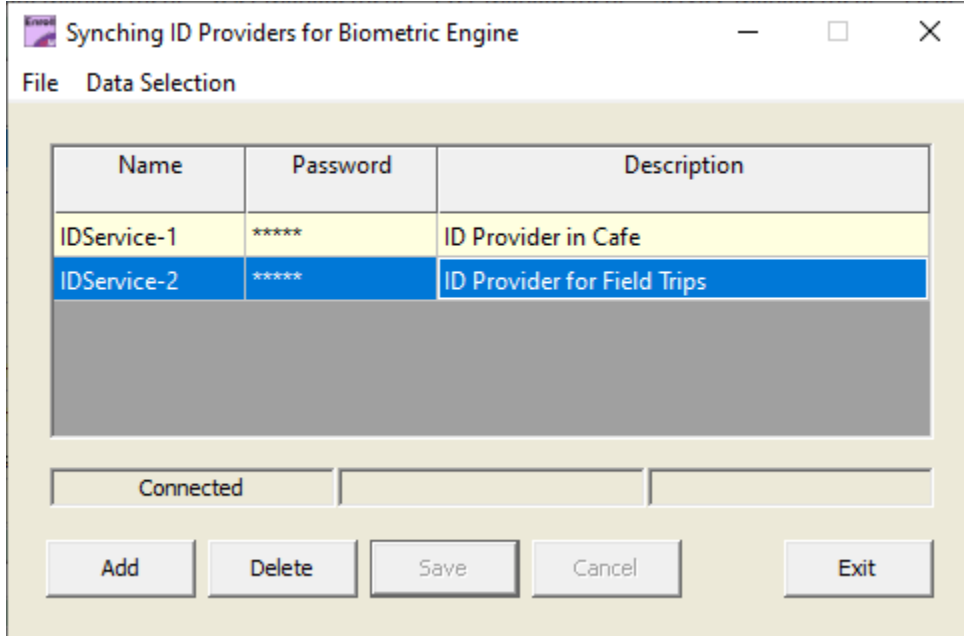 Enroll
Synching ID Providers for Biometric Engine
File Data Selection
Name Password Description
IDService-1 ***** ID Provider in Cafe
IDService-2 ***** ID Provider for Field Trips
Connected
Add Delete Save Cancel Exit